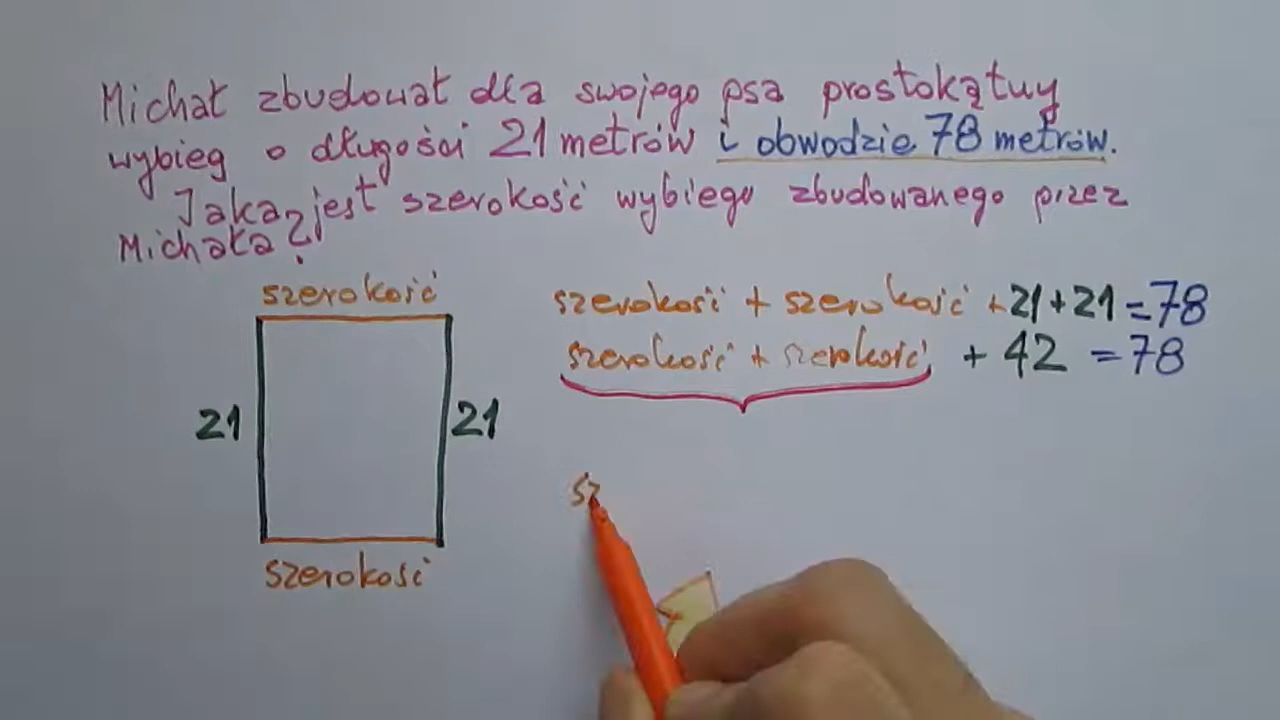 Michał zbudował dla swojego psa prostokątny
wybieg o długości 21 metrów i obwodzie 78 metrów.
Jaka jest szerokość wybiegu zbudowanego przez
Michała?
szerokość
szerokość + szerokość + 21 + 21 = 78
szerokość + szerokość + 42 = 78
21
21
sz
szerokość